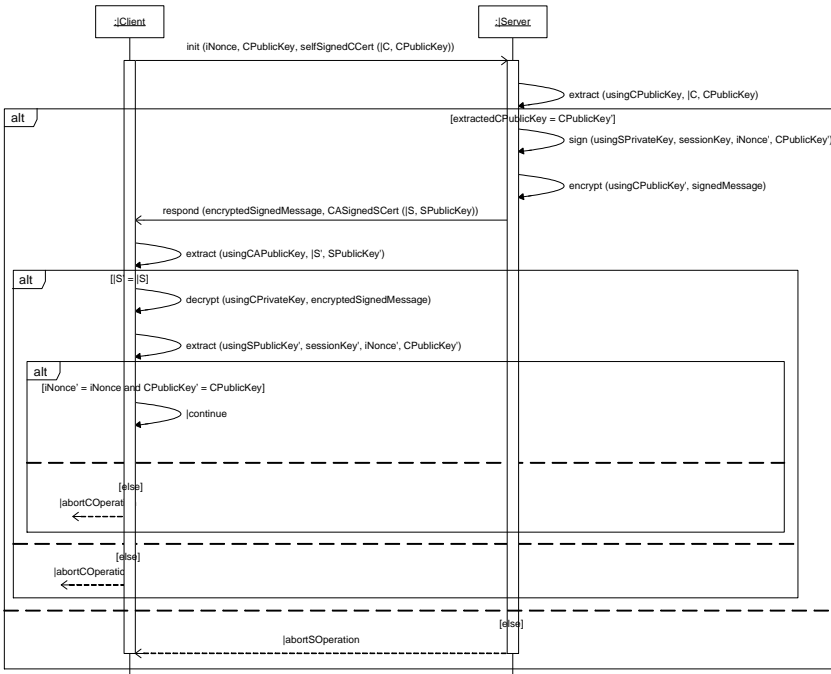 :|Client
:|Server
init (iNonce, CPublicKey, selfSignedCCert (|C, CPublicKey))
extract (usingCPublicKey, |C, CPublicKey)
alt
[extractedCPublicKey = CPublicKey']
sign (usingSPrivateKey, sessionKey, iNonce', CPublicKey')
encrypt (usingCPublicKey', signedMessage)
respond (encryptedSignedMessage, CASignedSCert (|S, SPublicKey))
extract (usingCAPublicKey, |S', SPublicKey')
alt
[|S' = |S]
decrypt (usingCPrivateKey, encryptedSignedMessage)
extract (usingSPublicKey', sessionKey', iNonce', CPublicKey')
alt
[iNonce' = iNonce and CPublicKey' = CPublicKey]
|continue
[else]
|abortCOperat
[else]
|abortCOperatio
[else]
|abortSOperation